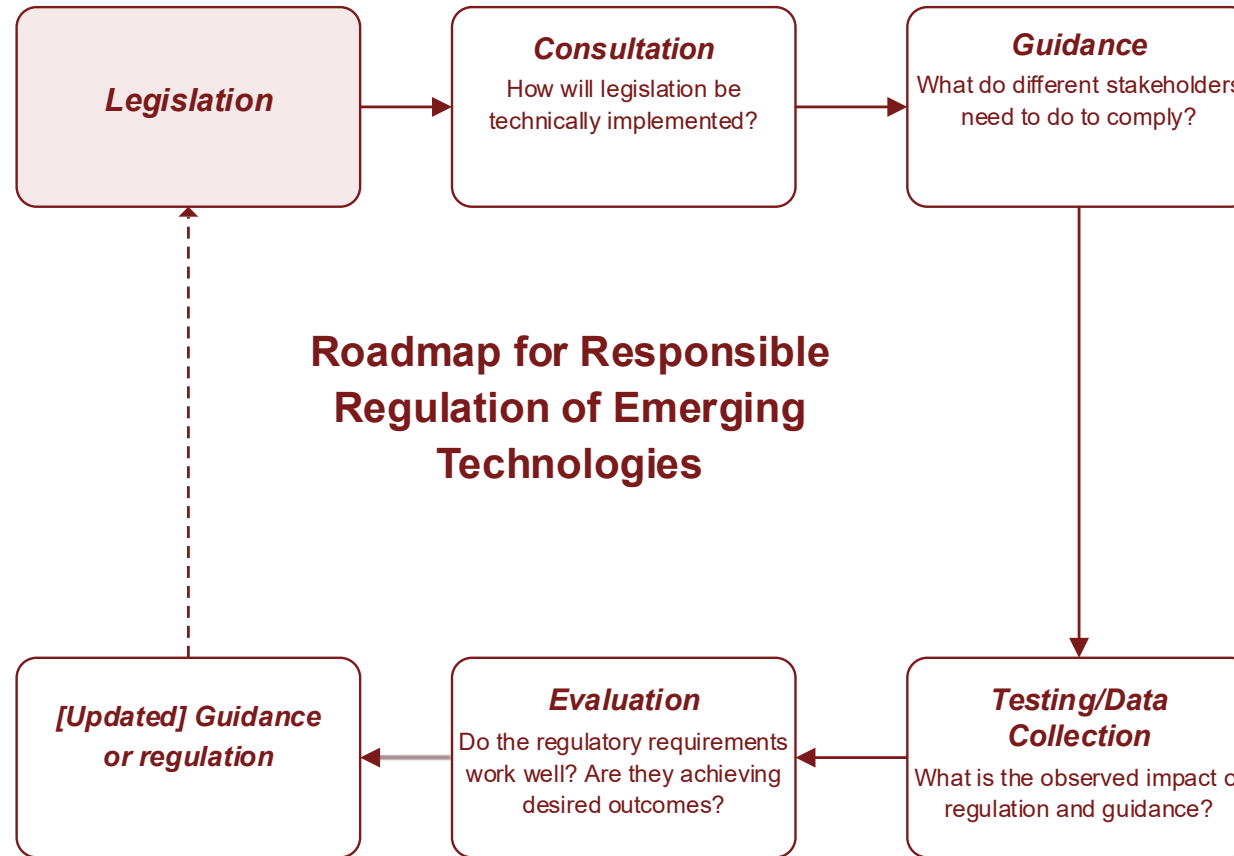 Legislation
Consultation
How will legislation be
technically implemented?
Guidance
What do different stakeholders
need to do to comply?
Roadmap for Responsible
Regulation of Emerging
Technologies
[Updated] Guidance
or regulation
Evaluation
Do the regulatory requirements
work well? Are they achieving
desired outcomes?
Testing/Data
Collection
What is the observed impact
regulation and guidance?